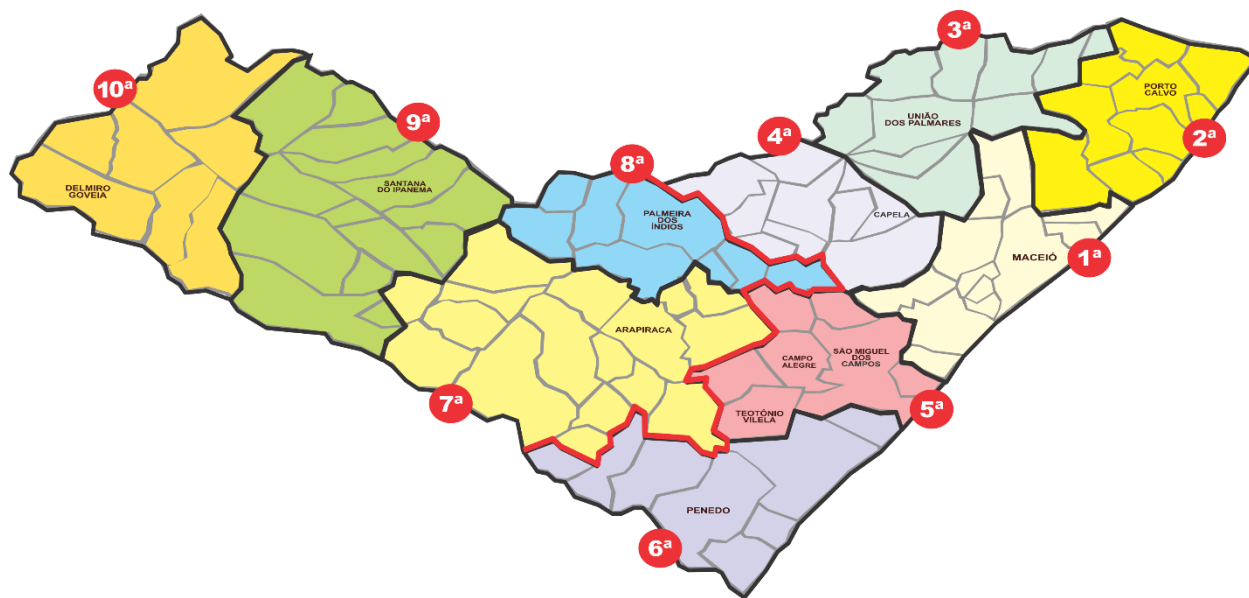 3ª
10ª
PORTO
CALVO
9ª
UNIÃO
DOS PALMARES
4ª
2ª
8ª
DELMIRO
GOVEIA
SANTANA
DO IPANEMA
PALMEIRA
DOS
ÍNDIOS
CAPELA
MACEIÓ
1ª
ARAPIRACA
CAMPO
ALEGRE
SÃO MIGUEL
DOS
CAMPOS
7ª
TEOTÔNIO
VILELA
5ª
PENEDO
6ª